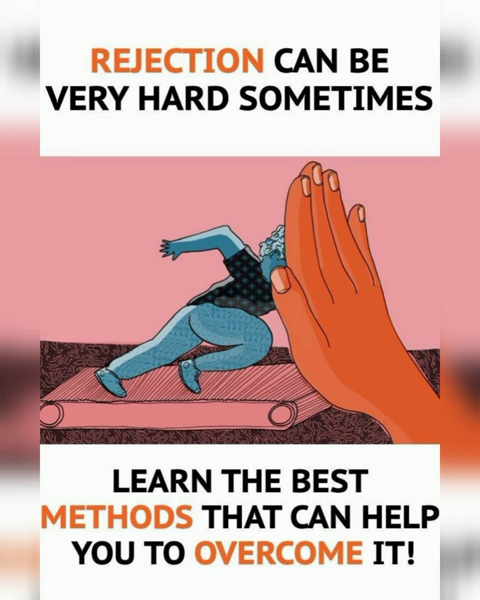 REJECTION CAN BE
VERY HARD SOMETIMES
LEARN THE BEST
METHODS THAT CAN HELP
YOU TO OVERCOME IT!